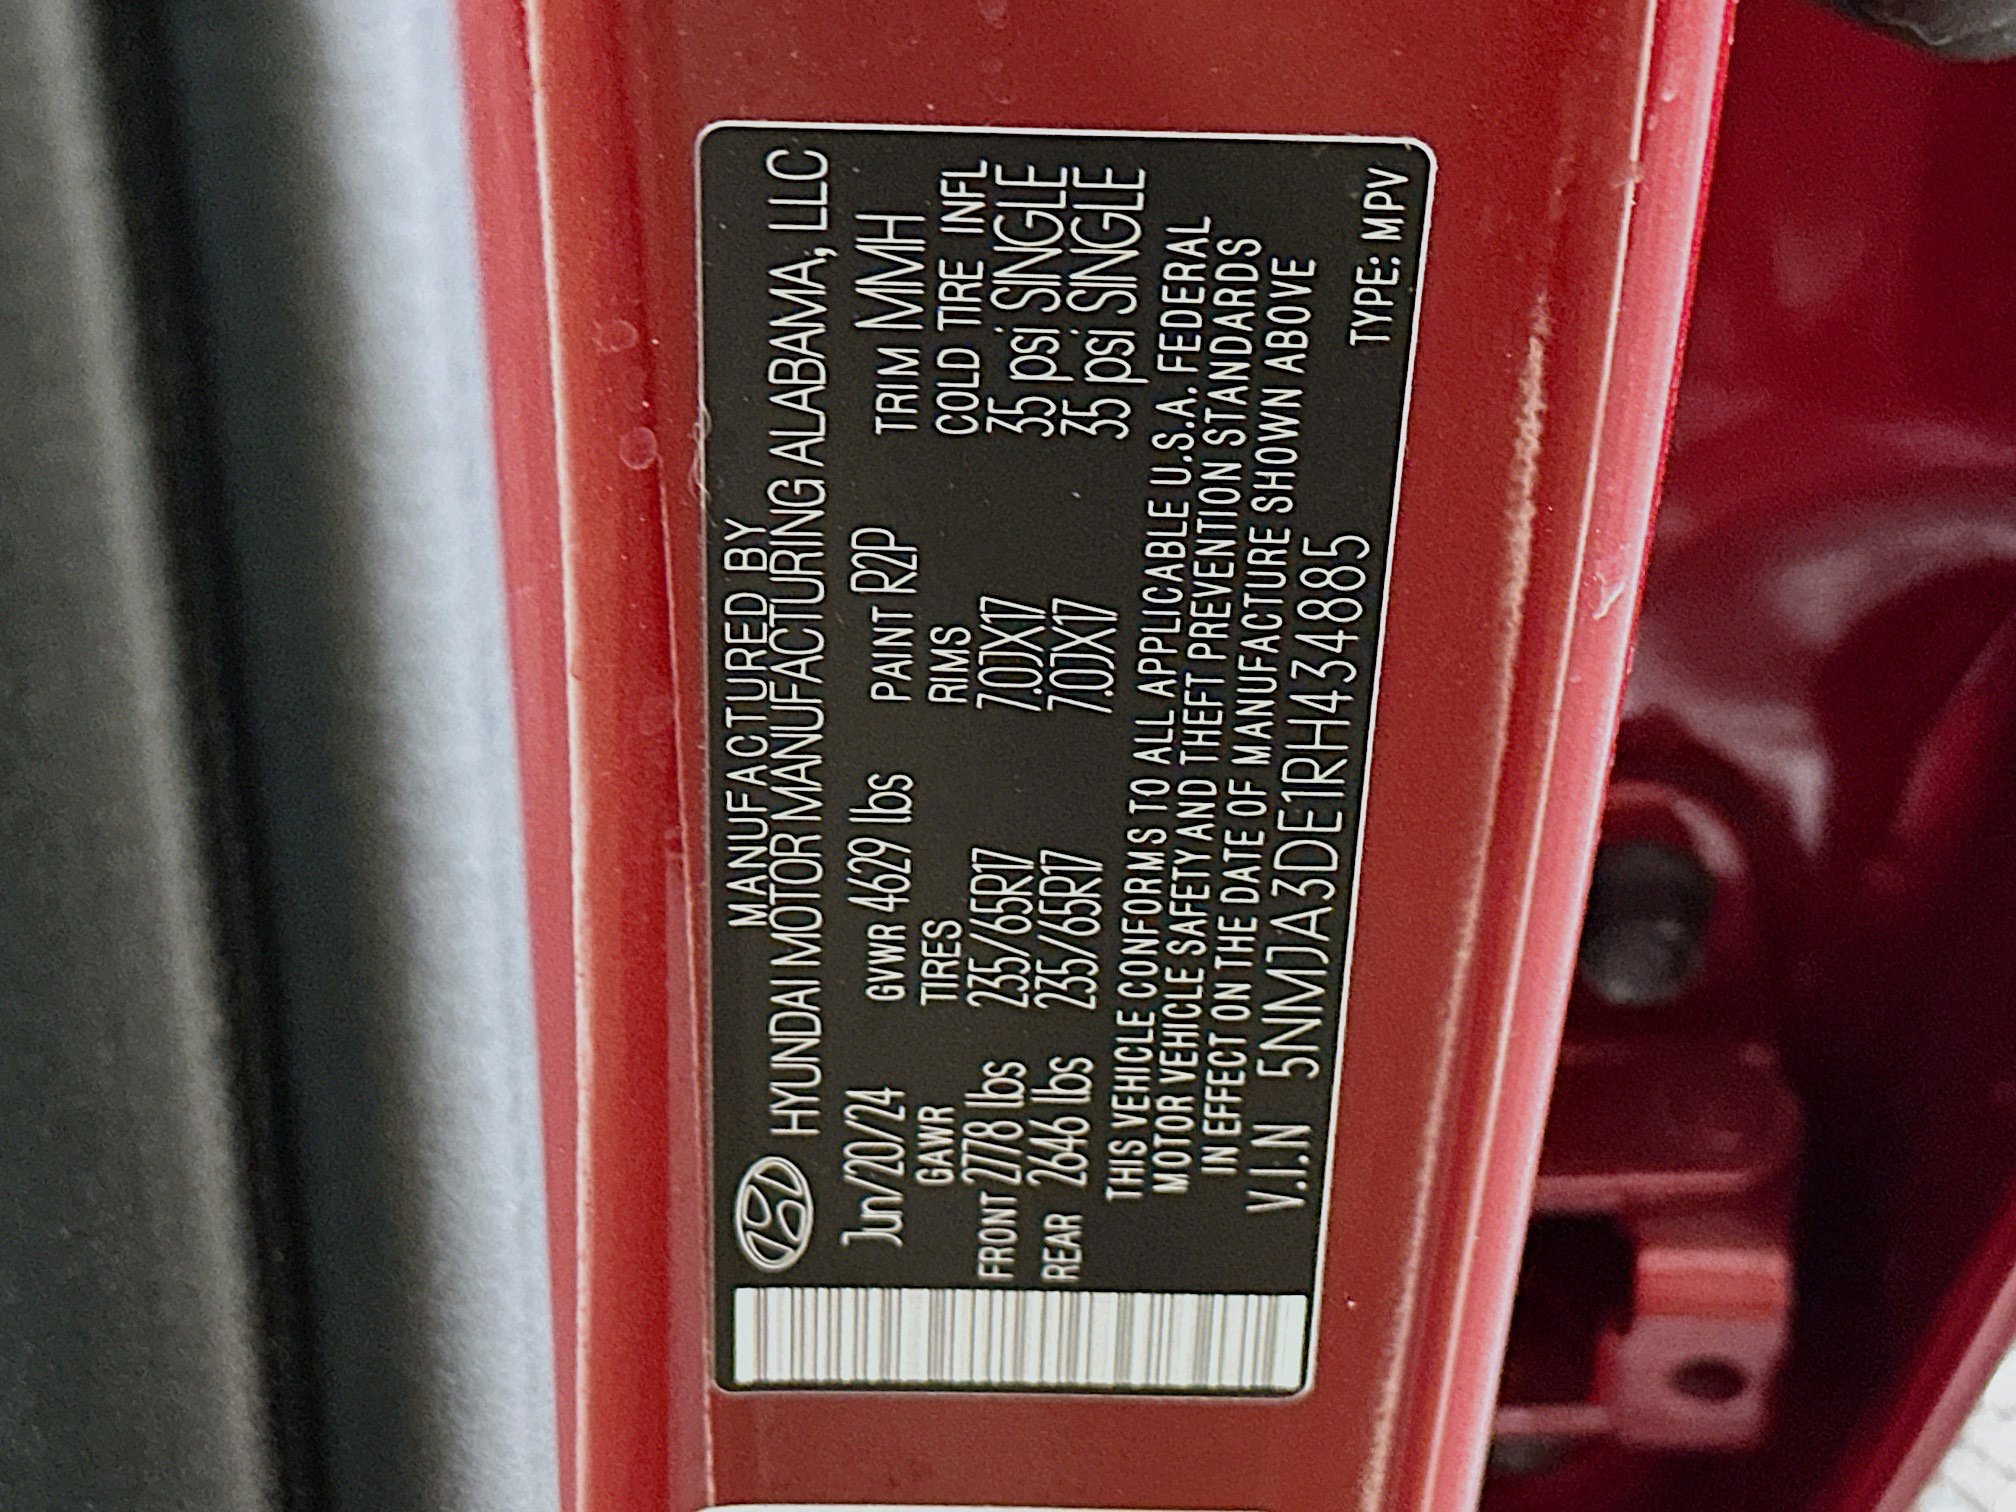 MANUFACTURED BY
HYUNDAI MOTOR MANUFACTURING ALABAMA, LLC
Jun/20/24 GVWR 4629 lbs PAINT R2P TRIM MMH
GAWR TIRES RIMS COLD TIRE INFL
FRONT 2778 lbs 235/65R17 7.0JX17 35 psi SINGLE
REAR 2646 lbs 235/65R17 7.0JX17 35 psi SINGLE
THIS VEHICLE CONFORMS TO ALL APPLICABLE U.S.A. FEDERAL
MOTOR VEHICLE SAFETY AND THEFT PREVENTION STANDARDS
IN EFFECT ON THE DATE OF MANUFACTURE SHOWN ABOVE
V.I.N 5NMJA3DE1RH434885 TYPE: MPV